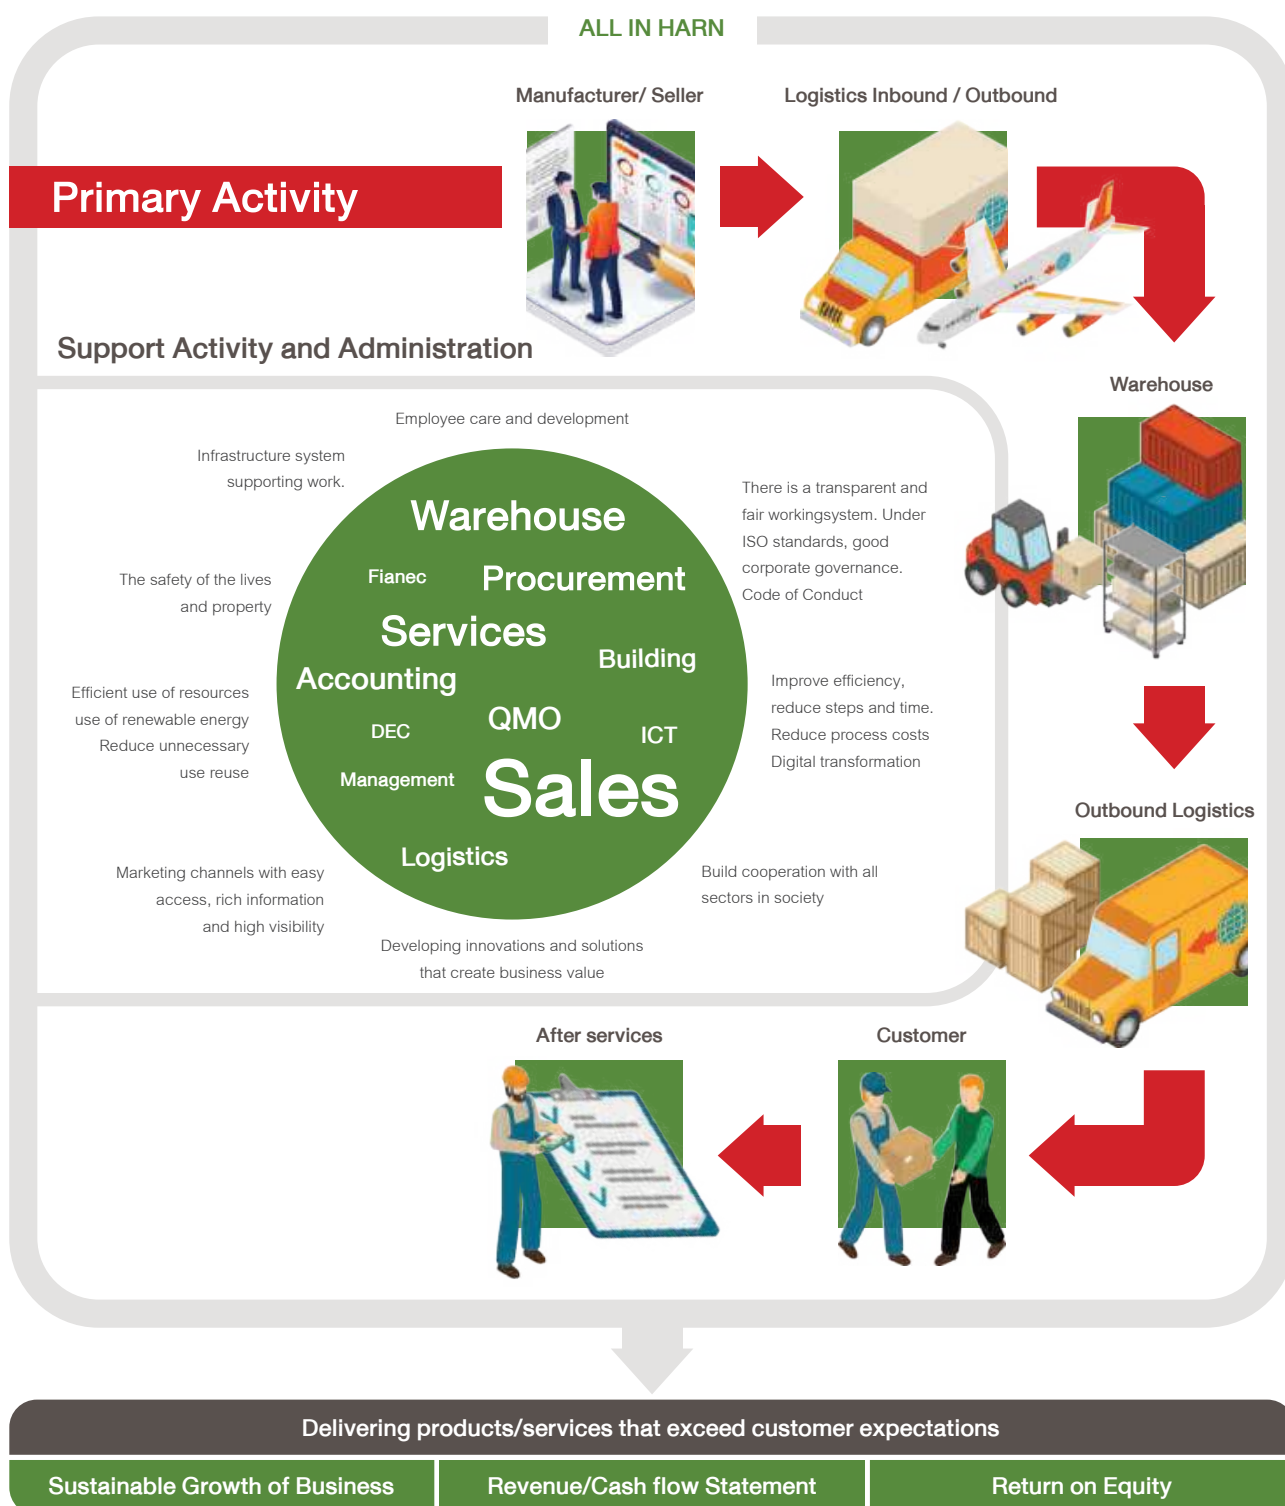 ALL IN HARN
Manufacturer/ Seller
Logistics Inbound / Outbound
Primary Activity
Support Activity and Administration
Warehouse
Employee care and development
Infrastructure system
supporting work.
There is a transparent and
fair workingsystem. Under
ISO standards, good
corporate governance.
Code of Conduct
The safety of the lives
and property
Efficient use of resources
use of renewable energy
Reduce unnecessary
use reuse
Improve efficiency,
reduce steps and time.
Reduce process costs
Digital transformation
Marketing channels with easy
access, rich information
and high visibility
Build cooperation with all
sectors in society
Developing innovations and solutions
that create business value
Warehouse
Fianec
Procurement
Services
Building
Accounting
DEC
QMO
ICT
Management
Sales
Logistics
Outbound Logistics
After services
Customer
Delivering products/services that exceed customer expectations
Sustainable Growth of Business
Revenue/Cash flow Statement
Return on Equity